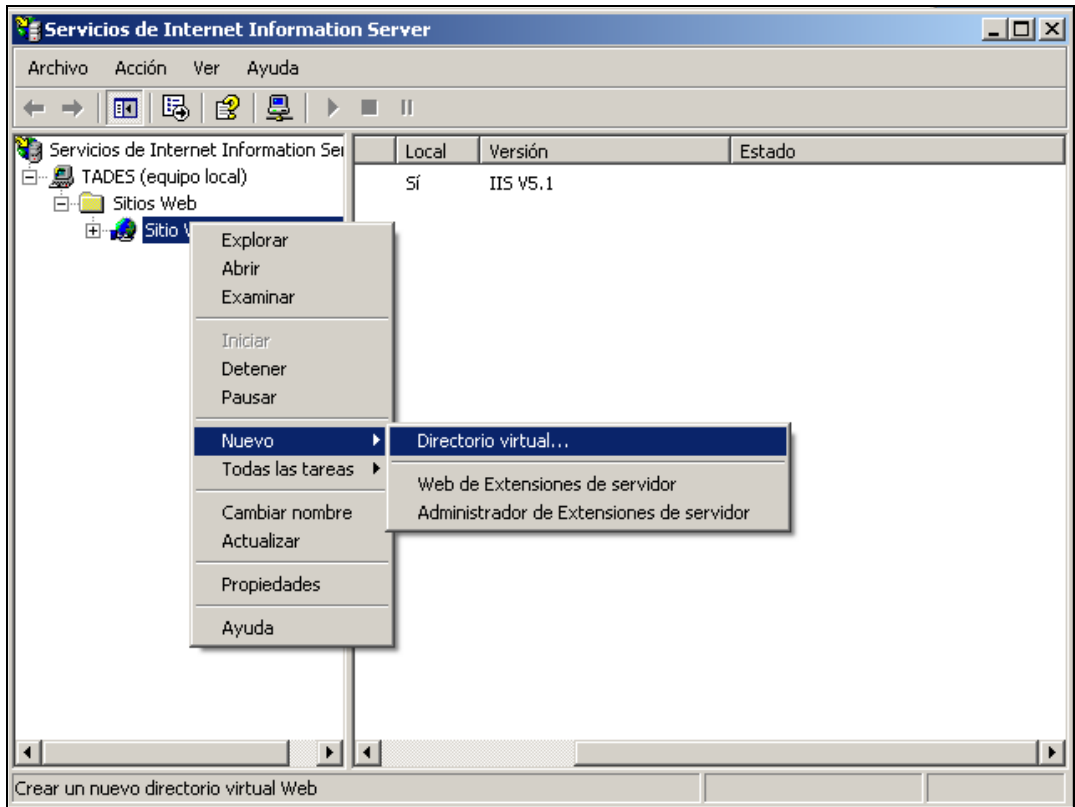 Servicios de Internet Information Server
Archivo Acción Ver Ayuda
Servicios de Internet Information Ser
Local Versión Estado
TADES (equipo local)
Sí IIS V5.1
Sitios Web
Sitio
Explorar
Abrir
Examinar
Iniciar
Detener
Pausar
Nuevo
Directorio virtual...
Todas las tareas
Web de Extensiones de servidor
Cambiar nombre
Administrador de Extensiones de servidor
Actualizar
Propiedades
Ayuda
Crear un nuevo directorio virtual Web